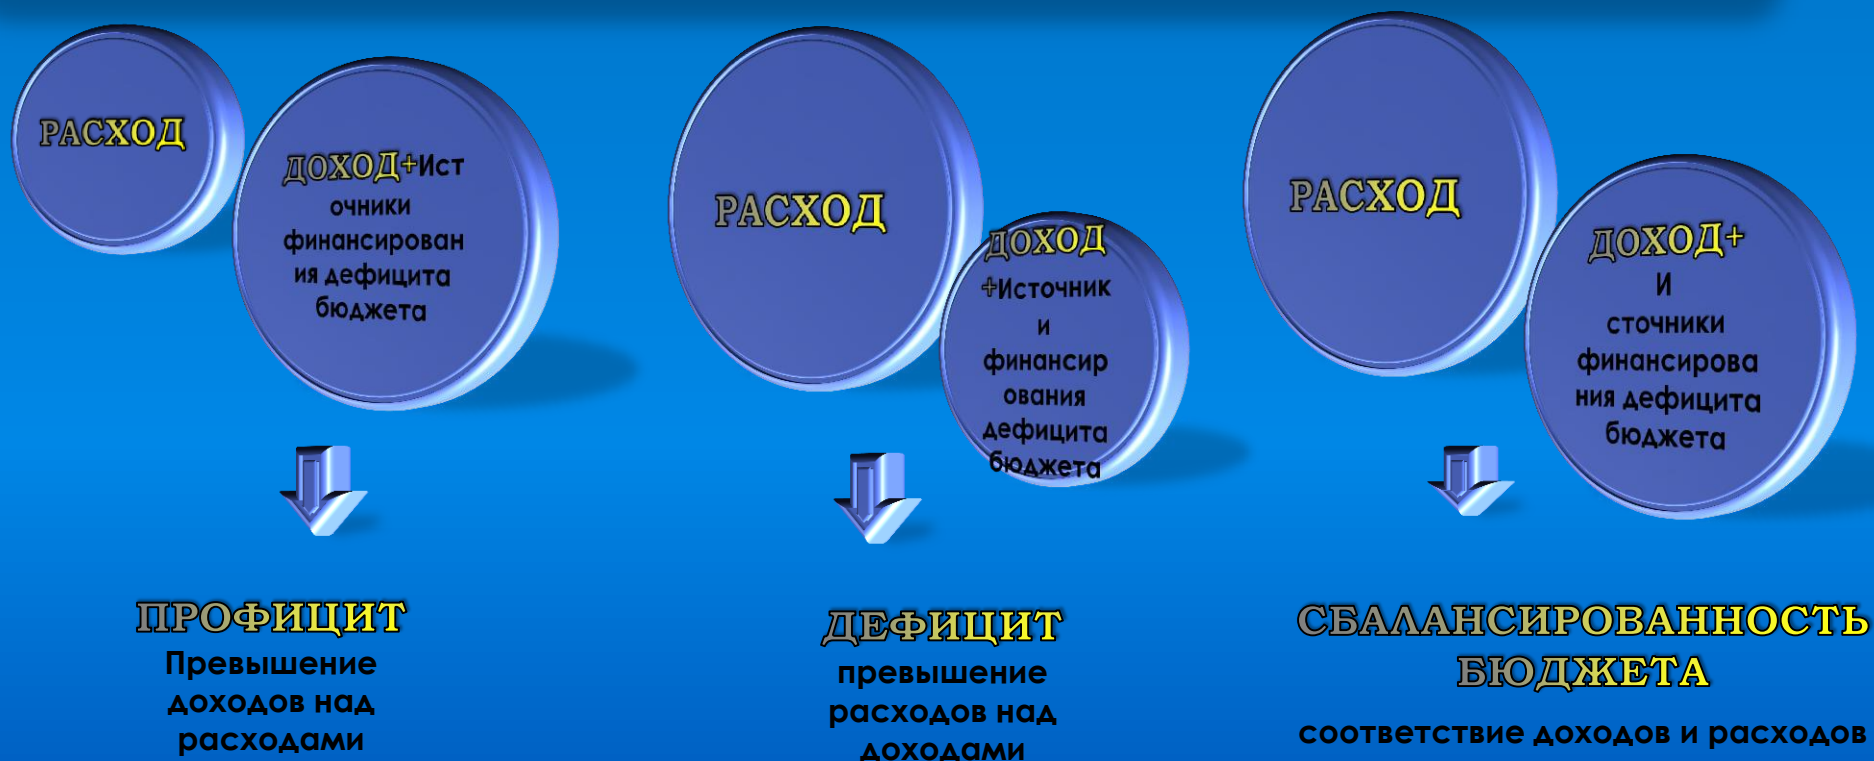 РАСХОД
ДОХОД+Ист
очники
финансирован
ия дефицита
бюджета
ПРОФИЦИТ
Превышение
доходов над
расходами
РАСХОД
ДОХОД
+Источник
и
финансир
ования
дефицита
бюджета
ДЕФИЦИТ
превышение
расходов над
доходами
РАСХОД
ДОХОД+
И
сточники
финансирова
ния дефицита
бюджета
СБАЛАНСИРОВАННОСТЬ
БЮДЖЕТА
соответствие доходов и расходов